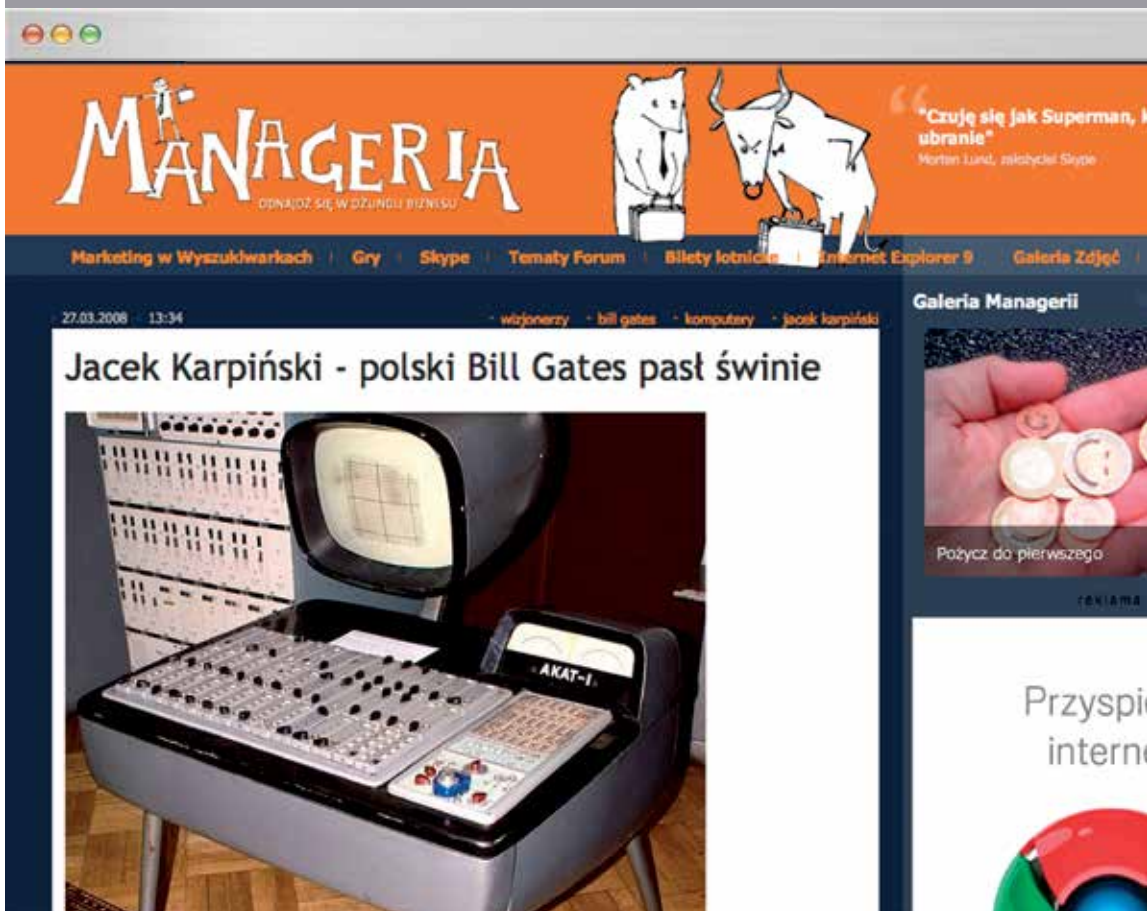 MANAGERIA
ODNAJDŹ SIĘ W DŻUNGLI BIZNESU
"Czuję się jak Superman, k
ubranie"
Morten Lund, założyciel Skype
Marketing w Wyszukiwarkach | Gry | Skype | Tematy Forum | Bilety lotnicze | Internet Explorer 9 Galeria Zdjęć
27.03.2008 13:34
wizjonerzy bill gates komputery jacek karpiński
Jacek Karpiński - polski Bill Gates pasł świnie
AKAT-I
Galeria Managerii
Pożycz do pierwszego
reklama
Przyspie
interne